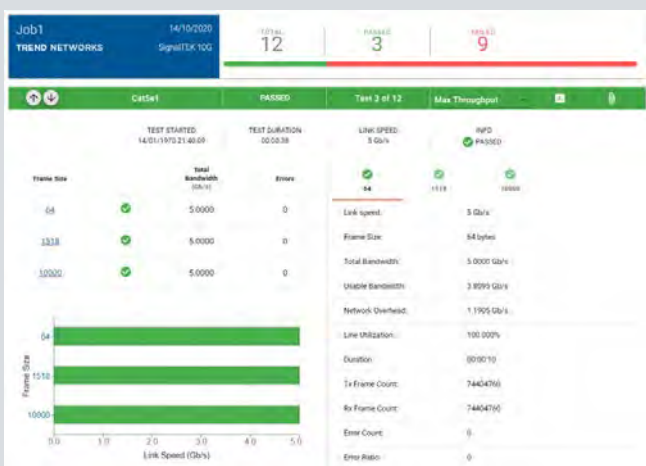 Job1
14/10/2020
TREND NETWORKS
SignalTEK 10G
TOTAL
12
PASSED
3
FAILED
9
Cat5e1
PASSED
Test 3 of 12
Max Throughput
TEST STARTED
14/01/1970 21:40:09
TEST DURATION
00:00:38
LINK SPEED
5 Gb/s
INFO
PASSED
Frame Size
Total Bandwidth (Gb/s)
Errors
64
5.0000
0
1518
5.0000
0
10000
5.0000
0
64
1518
10000
Link speed:
5 Gb/s
Frame Size:
64 bytes
Total Bandwidth:
5.0000 Gb/s
Usable Bandwidth:
3.8095 Gb/s
Network Overhead:
1.1905 Gb/s
Line Utilization:
100.000%
Duration:
00:00:10
Tx Frame Count:
74404760
Rx Frame Count:
74404760
Error Count:
0
Error Ratio:
0
Frame Size
64
1518
10000
0.0
1.0
2.0
3.0
4.0
5.0
Link Speed (Gb/s)